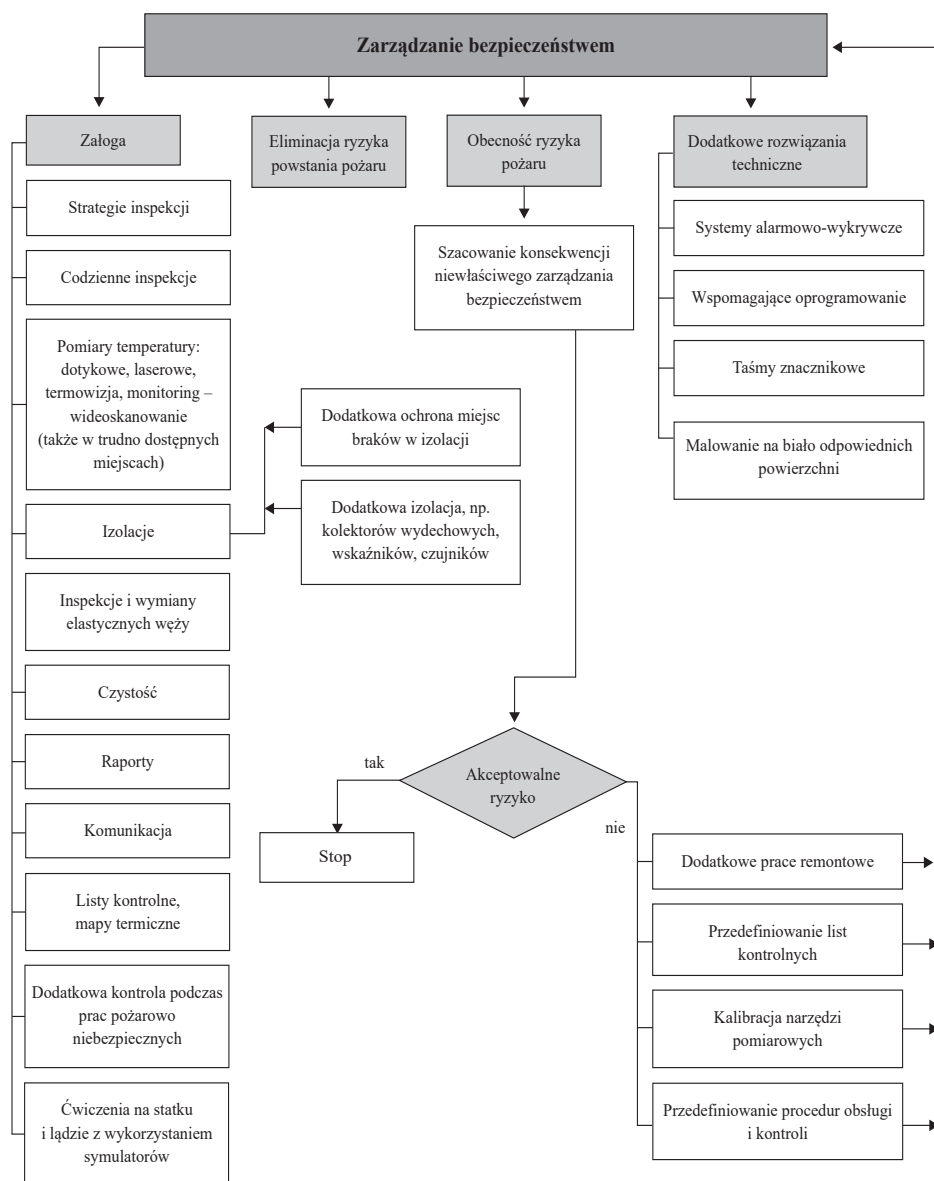 Zarządzanie bezpieczeństwem
Załoga
Eliminacja ryzyka
powstania pożaru
Obecność ryzyka
pożaru
Dodatkowe rozwiązania
techniczne
Strategie inspekcji
Codzienne inspekcje
Pomiary temperatury:
dotykowe, laserowe,
termowizja, monitoring –
wideoskanowanie
(także w trudno dostępnych
miejscach)
Izolacje
Inspekcje i wymiany
elastycznych węży
Czystość
Raporty
Komunikacja
Listy kontrolne,
mapy termiczne
Dodatkowa kontrola podczas
prac pożarowo
niebezpiecznych
Ćwiczenia na statku
i lądzie z wykorzystaniem
symulatorów
Dodatkowa ochrona miejsc
braków w izolacji
Dodatkowa izolacja, np.
kolektorów wydechowych,
wskaźników, czujników
Szacowanie konsekwencji
niewłaściwego zarządzania
bezpieczeństwem
Systemy alarmowo-wykrywcze
Wspomagające oprogramowanie
Taśmy znacznikowe
Malowanie na biało odpowiednich
powierzchni
tak
Akceptowalne
ryzyko
nie
Stop
Dodatkowe prace remontowe
Przedefiniowanie list
kontrolnych
Kalibracja narzędzi
pomiarowych
Przedefiniowanie procedur obsługi
i kontroli